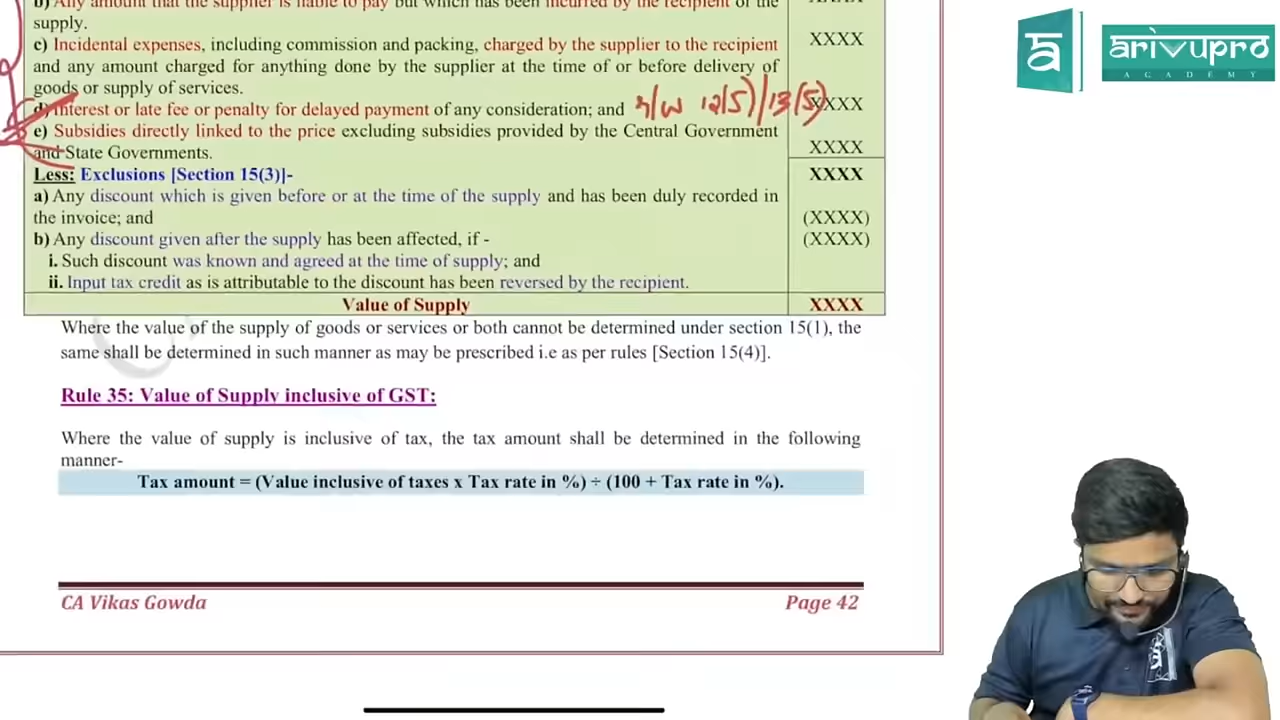 b) Any amount that the supplier is liable to pay but which has been incurred by the recipient of the XXXX
supply.
c) Incidental expenses, including commission and packing, charged by the supplier to the recipient XXXX
and any amount charged for anything done by the supplier at the time of or before delivery of
goods or supply of services.
d) Interest or late fee or penalty for delayed payment of any consideration; and r/w 12(5)/13(5) XXXX
e) Subsidies directly linked to the price excluding subsidies provided by the Central Government
and State Governments. XXXX
Less: Exclusions [Section 15(3)]- XXXX
a) Any discount which is given before or at the time of the supply and has been duly recorded in
the invoice; and (XXXX)
b) Any discount given after the supply has been affected, if - (XXXX)
i. Such discount was known and agreed at the time of supply; and
ii. Input tax credit as is attributable to the discount has been reversed by the recipient.
Value of Supply XXXX
Where the value of the supply of goods or services or both cannot be determined under section 15(1), the
same shall be determined in such manner as may be prescribed i.e as per rules [Section 15(4)].
Rule 35: Value of Supply inclusive of GST:
Where the value of supply is inclusive of tax, the tax amount shall be determined in the following
manner-
Tax amount = (Value inclusive of taxes x Tax rate in %) ÷ (100 + Tax rate in %).
CA Vikas Gowda Page 42
ā arivupro
ACADEMY